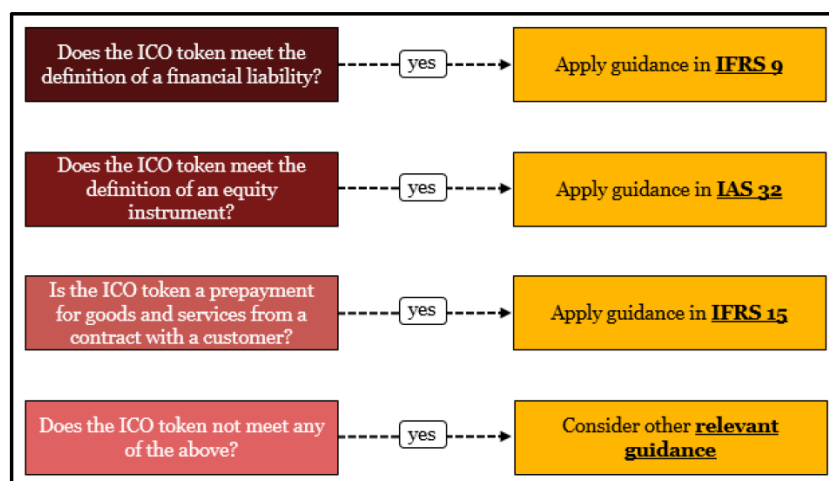 Does the ICO token meet the
definition of a financial liability?
yes
Apply guidance in IFRS 9
Does the ICO token meet the
definition of an equity
instrument?
yes
Apply guidance in IAS 32
Is the ICO token a prepayment
for goods and services from a
contract with a customer?
yes
Apply guidance in IFRS 15
Does the ICO token not meet any
of the above?
yes
Consider other relevant
guidance